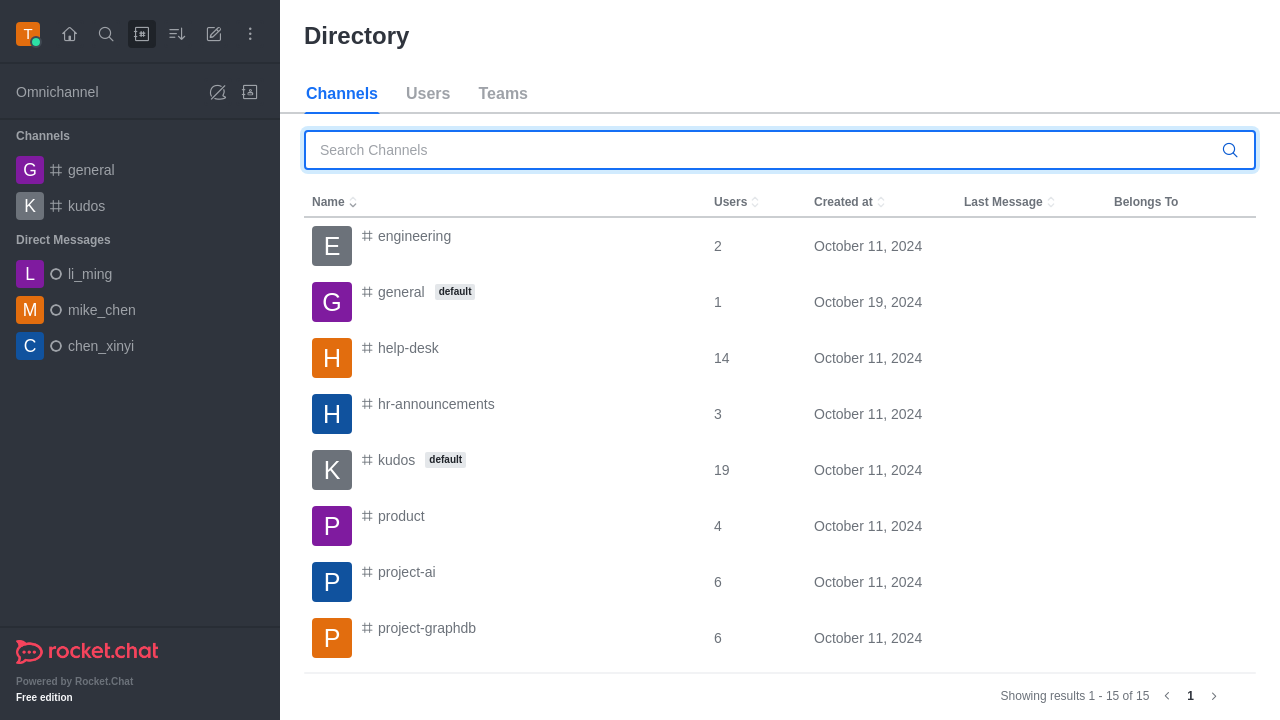 T
Omnichannel
Channels
G general
K kudos
Direct Messages
L li_ming
M mike_chen
C chen_xinyi
rocket.chat
Powered by Rocket.Chat
Free edition
Directory
Channels Users Teams
Search Channels
Name Users Created at Last Message Belongs To
E engineering 2 October 11, 2024
G general default 1 October 19, 2024
H help-desk 14 October 11, 2024
H hr-announcements 3 October 11, 2024
K kudos default 19 October 11, 2024
P product 4 October 11, 2024
P project-ai 6 October 11, 2024
P project-graphdb 6 October 11, 2024
Showing results 1 - 15 of 15 1